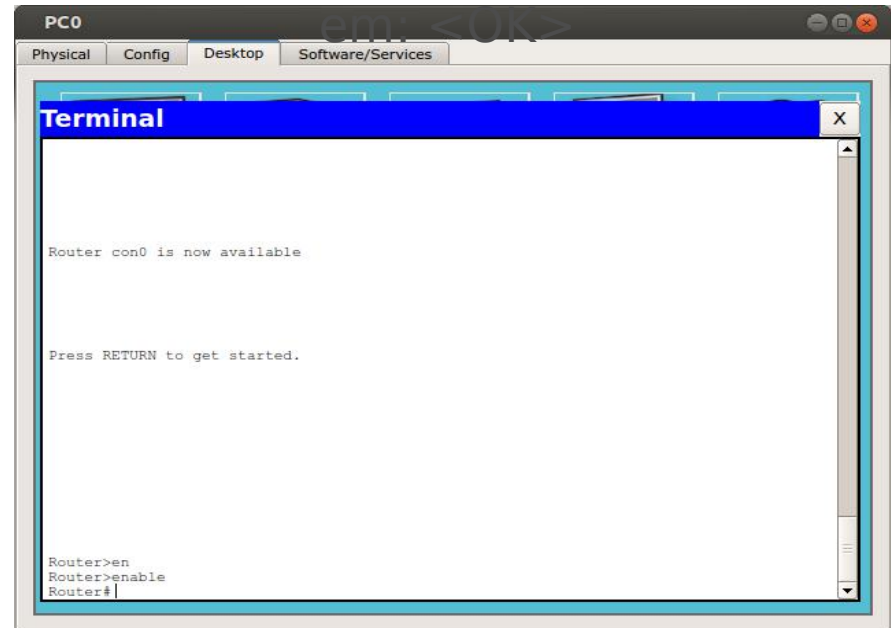 PC0
em: <OK>
Physical Config Desktop Software/Services
Terminal X
Router con0 is now available
Press RETURN to get started.
Router>en
Router>enable
Router#